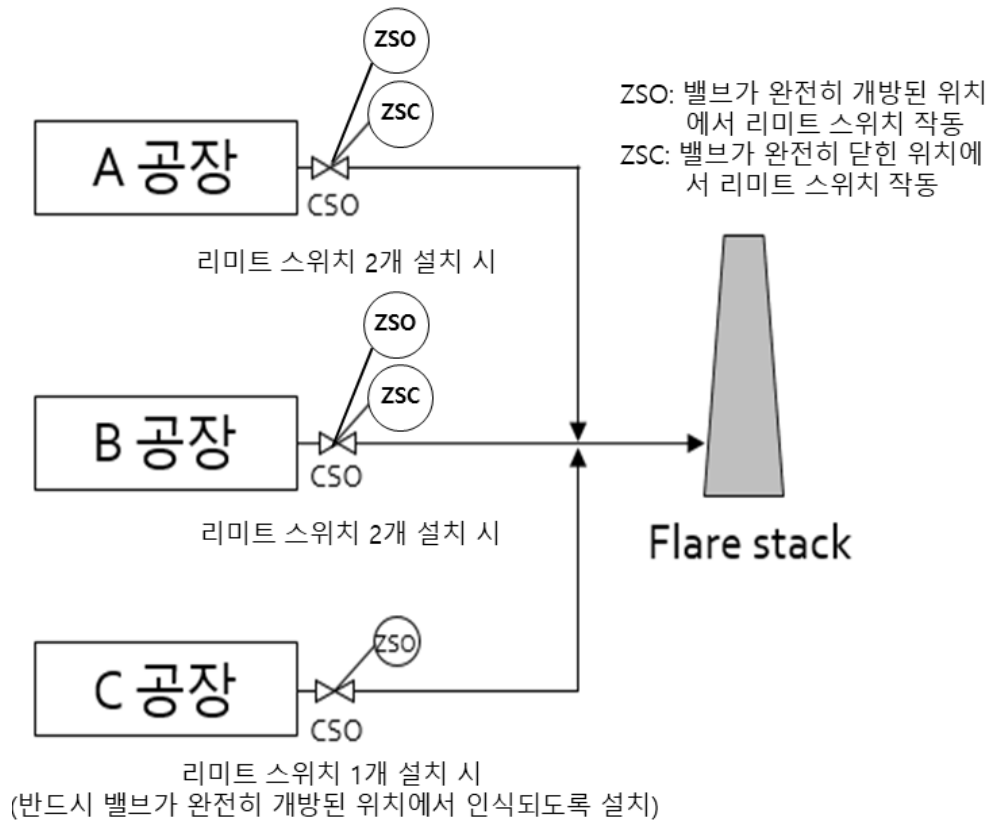 ZSO
ZSC
ZSO: 밸브가 완전히 개방된 위치
에서 리미트 스위치 작동
ZSC: 밸브가 완전히 닫힌 위치에
서 리미트 스위치 작동
A 공장
CSO
리미트 스위치 2개 설치 시
ZSO
ZSC
B 공장
CSO
리미트 스위치 2개 설치 시
Flare stack
ZSO
C 공장
CSO
리미트 스위치 1개 설치 시
(반드시 밸브가 완전히 개방된 위치에서 인식되도록 설치)